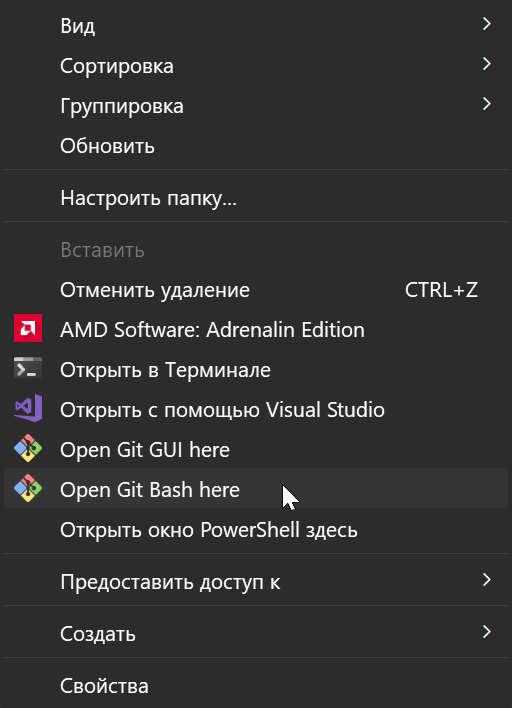 Вид
Сортировка
Группировка
Обновить
Настроить папку...
Вставить
Отменить удаление CTRL+Z
AMD Software: Adrenalin Edition
Открыть в Терминале
Открыть с помощью Visual Studio
Open Git GUI here
Open Git Bash here
Открыть окно PowerShell здесь
Предоставить доступ к
Создать
Свойства